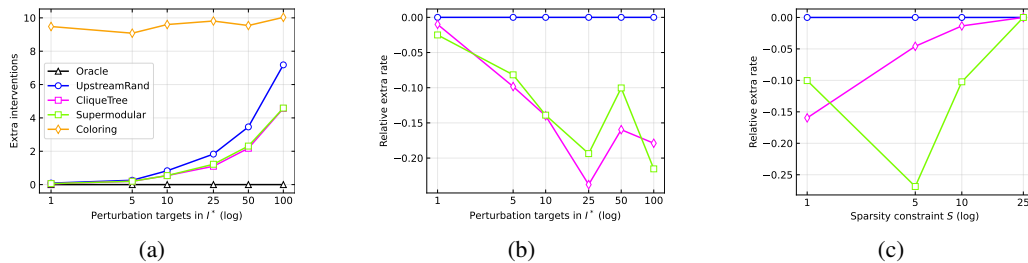 10
8
6
4
2
0
Extra interventions
Oracle
UpstreamRand
CliqueTree
Supermodular
Coloring
1 5 10 25 50 100
Perturbation targets in I* (log)
(a)
0.00
−0.05
−0.10
−0.15
−0.20
Relative extra rate
1 5 10 25 50 100
Perturbation targets in I* (log)
(b)
0.00
−0.05
−0.10
−0.15
−0.20
−0.25
Relative extra rate
1 5 10 25
Sparsity constraint S (log)
(c)